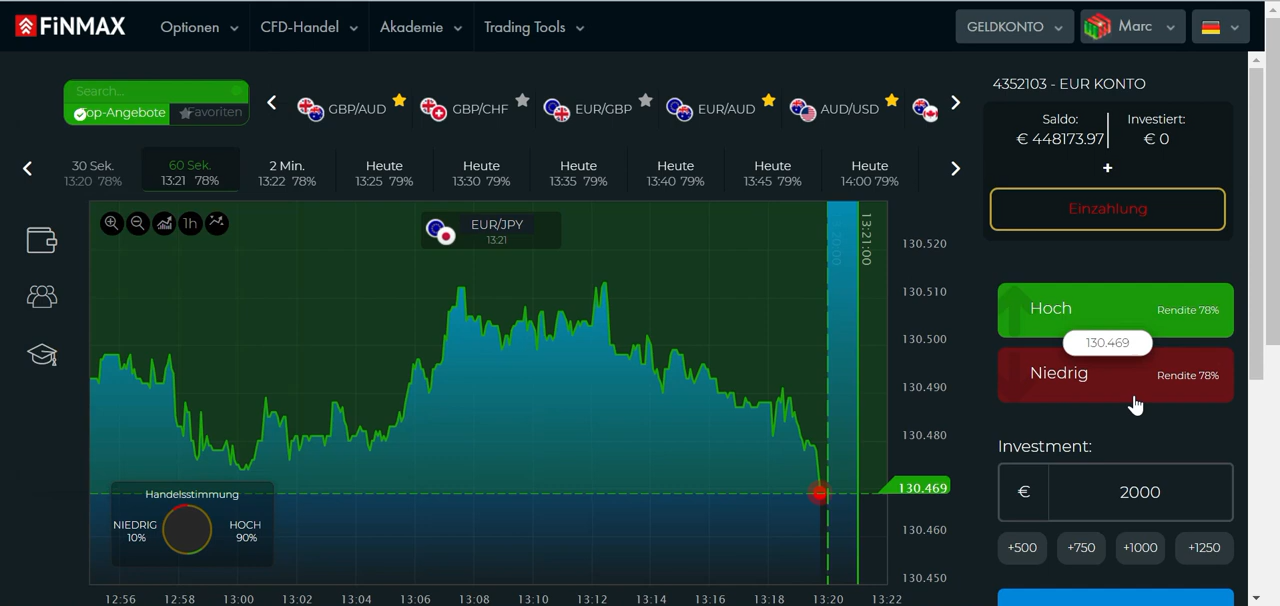 FiNMAX
Optionen
CFD-Handel
Akademie
Trading Tools
GELDKONTO
Marc
Search...
Top-Angebote
Favoriten
GBP/AUD
GBP/CHF
EUR/GBP
EUR/AUD
AUD/USD
4352103 - EUR KONTO
Saldo:
€ 448173.97
Investiert:
€ 0
+
Einzahlung
30 Sek.
13:20 78%
60 Sek.
13:21 78%
2 Min.
13:22 78%
Heute
13:25 79%
Heute
13:30 79%
Heute
13:35 79%
Heute
13:40 79%
Heute
13:45 79%
Heute
14:00 79%
1h
EUR/JPY
13:21
20:00
13:21:00
130.520
130.510
130.500
130.490
130.480
130.469
130.460
130.450
Handelsstimmung
NIEDRIG
10%
HOCH
90%
12:56
12:58
13:00
13:02
13:04
13:06
13:08
13:10
13:12
13:14
13:16
13:18
13:20
13:22
Hoch
Rendite 78%
130.469
Niedrig
Rendite 78%
Investment:
€
2000
+500
+750
+1000
+1250